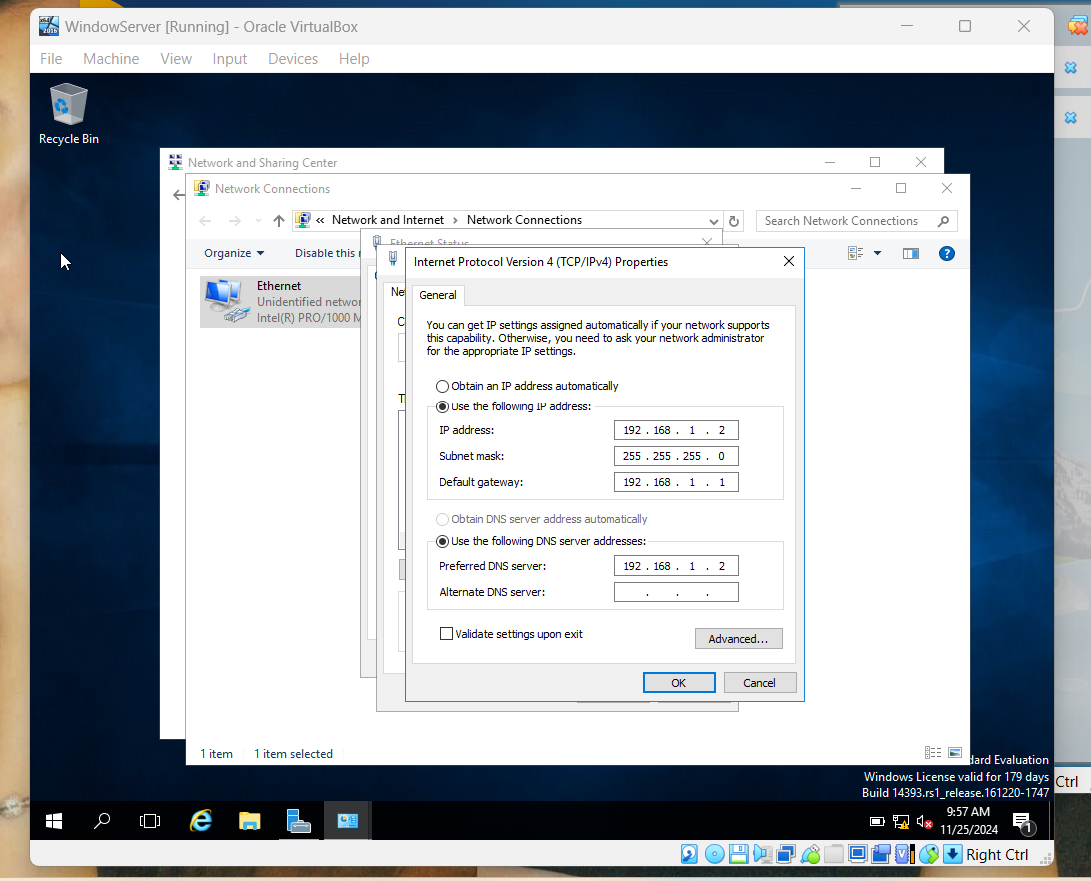 WindowServer [Running] - Oracle VirtualBox
File Machine View Input Devices Help
Recycle Bin
Network and Sharing Center
Network Connections
« Network and Internet › Network Connections
Search Network Connections
Ethernet Status
Organize
Disable this
Internet Protocol Version 4 (TCP/IPv4) Properties
General
Ethernet
Unidentified networ
Intel(R) PRO/1000 M
You can get IP settings assigned automatically if your network supports
this capability. Otherwise, you need to ask your network administrator
for the appropriate IP settings.
Obtain an IP address automatically
Use the following IP address:
IP address: 192 . 168 . 1 . 2
Subnet mask: 255 . 255 . 255 . 0
Default gateway: 192 . 168 . 1 . 1
Obtain DNS server address automatically
Use the following DNS server addresses:
Preferred DNS server: 192 . 168 . 1 . 2
Alternate DNS server: . . .
Validate settings upon exit
Advanced...
OK Cancel
1 item 1 item selected
dard Evaluation
Windows License valid for 179 days
Build 14393.rs1_release.161220-1747
Ctrl
9:57 AM
11/25/2024
1
Right Ctrl